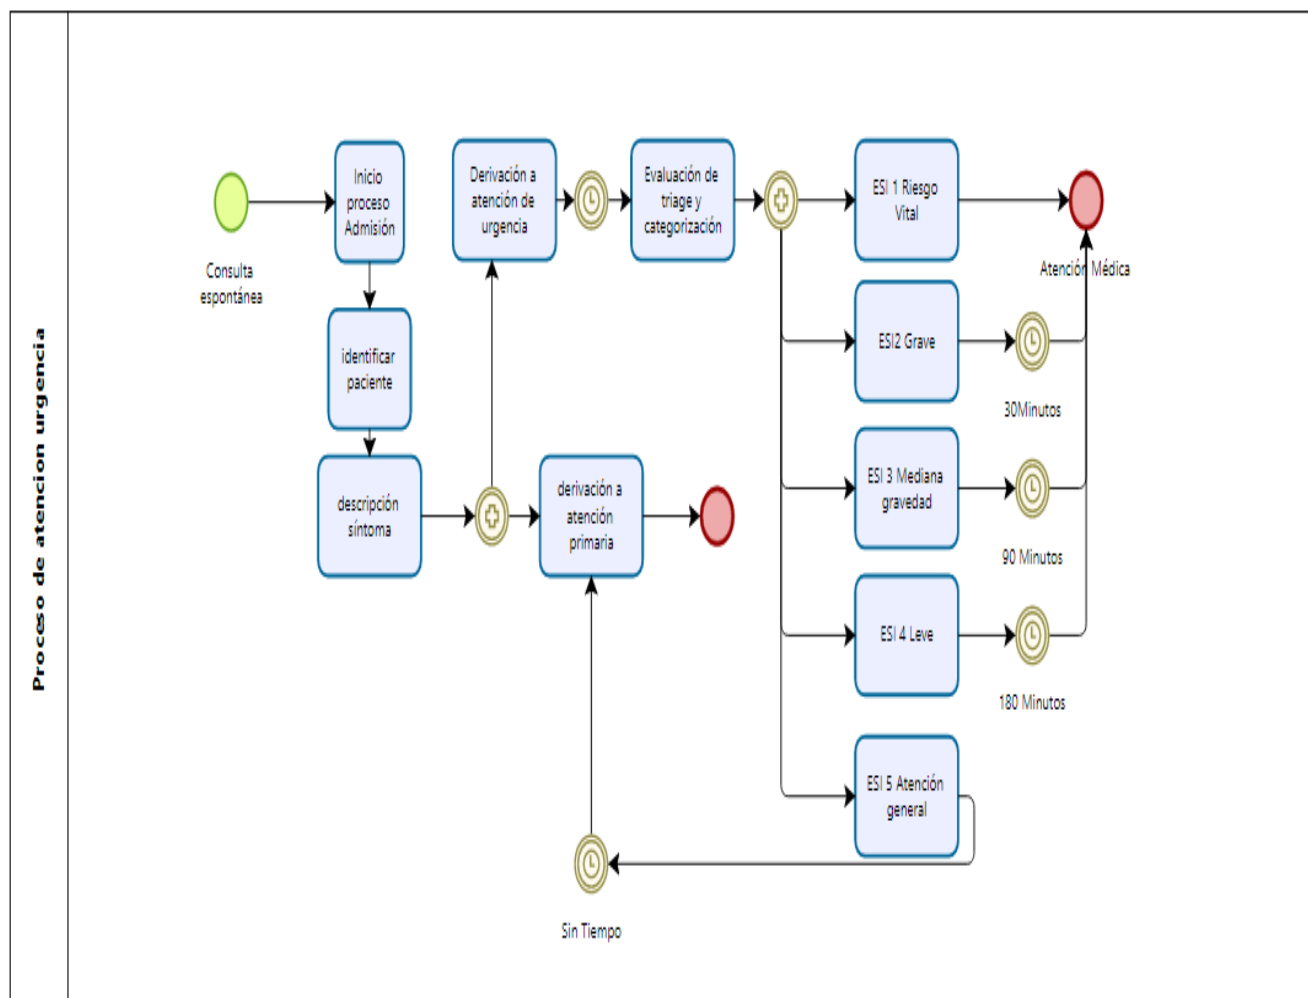 Proceso de atencion urgencia
Consulta
espontánea
Inicio
proceso
Admisión
identificar
paciente
descripción
síntoma
Derivación a
atención de
urgencia
derivación a
atención
primaria
Evaluación de
triage y
categorización
ESI 1 Riesgo
Vital
Atención Médica
ESI2 Grave
30Minutos
ESI 3 Mediana
gravedad
90 Minutos
ESI 4 Leve
180 Minutos
ESI 5 Atención
general
Sin Tiempo